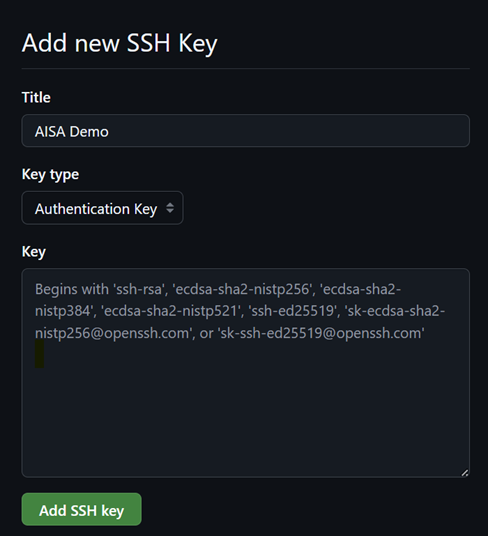 Add new SSH Key
Title
AISA Demo
Key type
Authentication Key
Key
Begins with 'ssh-rsa', 'ecdsa-sha2-nistp256', 'ecdsa-sha2-
nistp384', 'ecdsa-sha2-nistp521', 'ssh-ed25519', 'sk-ecdsa-sha2-
nistp256@openssh.com', or 'sk-ssh-ed25519@openssh.com'
Add SSH key